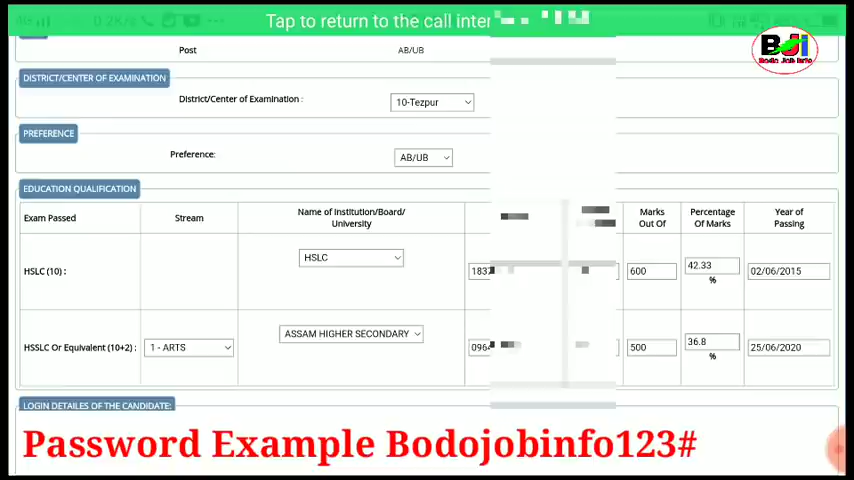 0.2K/s
Tap to return to the call inter
BJI
Bodo Job Info
Post AB/UB
DISTRICT/CENTER OF EXAMINATION
District/Center of Examination : 10-Tezpur
PREFERENCE
Preference: AB/UB
EDUCATION QUALIFICATION
Exam Passed Stream Name of Institution/Board/ University Marks Out Of Percentage Of Marks Year of Passing
HSLC (10) : HSLC 1832 600 42.33 % 02/06/2015
HSSLC Or Equivalent (10+2) : 1 - ARTS ASSAM HIGHER SECONDARY 0964 500 36.8 % 25/06/2020
LOGIN DETAILES OF THE CANDIDATE:
Password Example Bodojobinfo123#